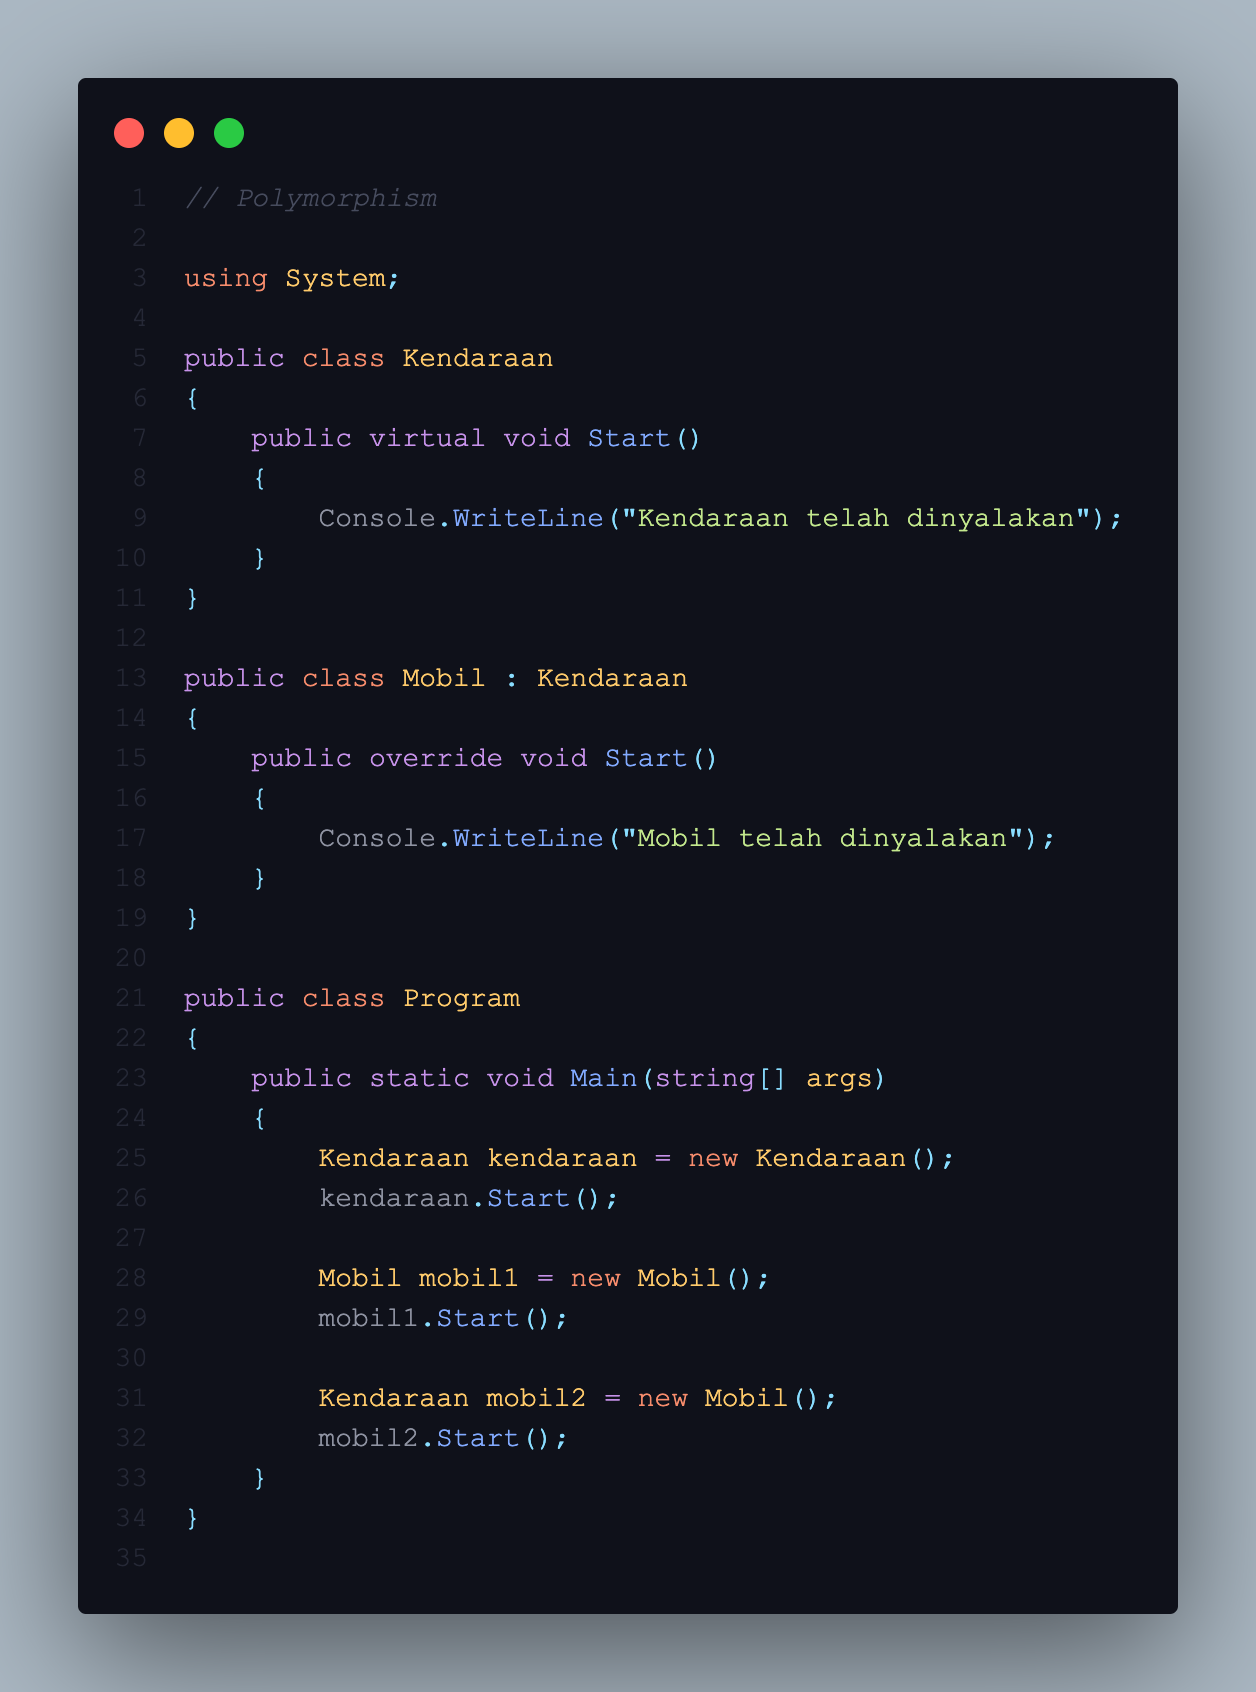 1 // Polymorphism
2
3 using System;
4
5 public class Kendaraan
6 {
7     public virtual void Start()
8     {
9         Console.WriteLine("Kendaraan telah dinyalakan");
10     }
11 }
12
13 public class Mobil : Kendaraan
14 {
15     public override void Start()
16     {
17         Console.WriteLine("Mobil telah dinyalakan");
18     }
19 }
20
21 public class Program
22 {
23     public static void Main(string[] args)
24     {
25         Kendaraan kendaraan = new Kendaraan();
26         kendaraan.Start();
27
28         Mobil mobil1 = new Mobil();
29         mobil1.Start();
30
31         Kendaraan mobil2 = new Mobil();
32         mobil2.Start();
33     }
34 }
35